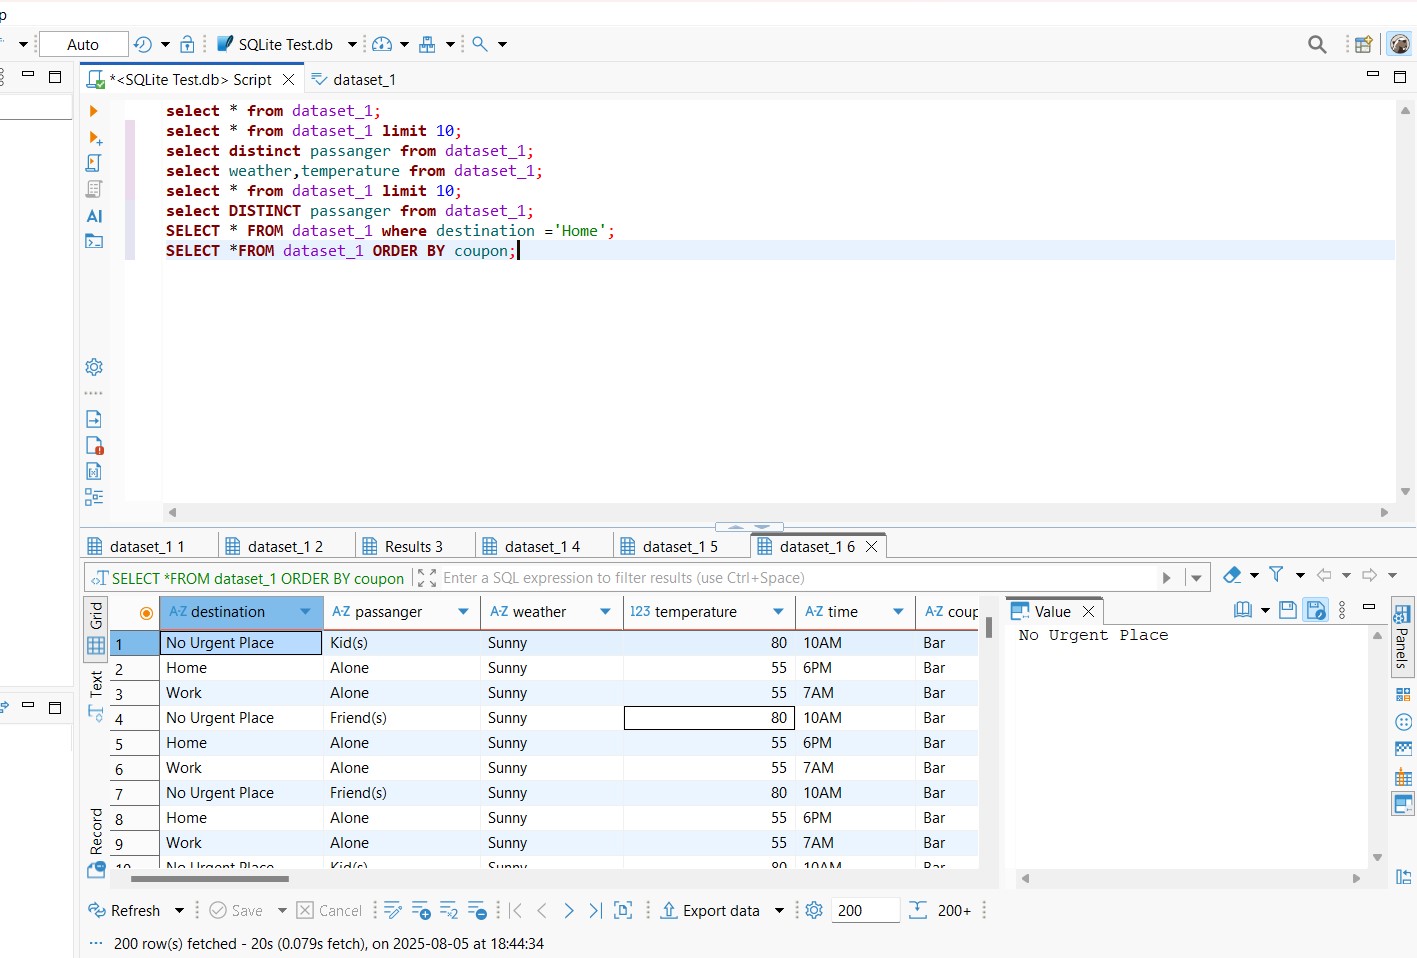 p
Auto
SQLite Test.db
*<SQLite Test.db> Script
dataset_1
select * from dataset_1;
select * from dataset_1 limit 10;
select distinct passanger from dataset_1;
select weather,temperature from dataset_1;
select * from dataset_1 limit 10;
select DISTINCT passanger from dataset_1;
SELECT * FROM dataset_1 where destination ='Home';
SELECT *FROM dataset_1 ORDER BY coupon;
AI
dataset_1 1
dataset_1 2
Results 3
dataset_1 4
dataset_1 5
dataset_1 6
SELECT *FROM dataset_1 ORDER BY coupon
Enter a SQL expression to filter results (use Ctrl+Space)
Grid
Text
Record
A-Z destination A-Z passanger A-Z weather 123 temperature A-Z time A-Z coup
1 No Urgent Place Kid(s) Sunny 80 10AM Bar
2 Home Alone Sunny 55 6PM Bar
3 Work Alone Sunny 55 7AM Bar
4 No Urgent Place Friend(s) Sunny 80 10AM Bar
5 Home Alone Sunny 55 6PM Bar
6 Work Alone Sunny 55 7AM Bar
7 No Urgent Place Friend(s) Sunny 80 10AM Bar
8 Home Alone Sunny 55 6PM Bar
9 Work Alone Sunny 55 7AM Bar
10 No Urgent Place Kid(s) Sunny 80 10AM Bar
Value
No Urgent Place
Panels
Refresh
Save
Cancel
Export data
200
200+
200 row(s) fetched - 20s (0.079s fetch), on 2025-08-05 at 18:44:34